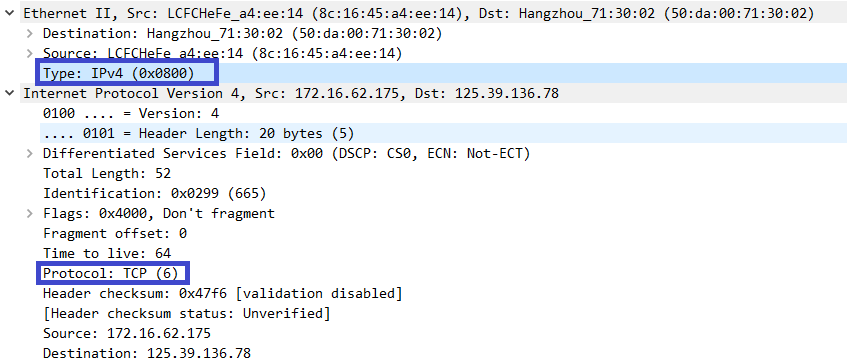 Ethernet II, Src: LCFCHeFe_a4:ee:14 (8c:16:45:a4:ee:14), Dst: Hangzhou_71:30:02 (50:da:00:71:30:02)
Destination: Hangzhou_71:30:02 (50:da:00:71:30:02)
Source: LCFCHeFe_a4:ee:14 (8c:16:45:a4:ee:14)
Type: IPv4 (0x0800)
Internet Protocol Version 4, Src: 172.16.62.175, Dst: 125.39.136.78
0100 .... = Version: 4
.... 0101 = Header Length: 20 bytes (5)
Differentiated Services Field: 0x00 (DSCP: CS0, ECN: Not-ECT)
Total Length: 52
Identification: 0x0299 (665)
Flags: 0x4000, Don't fragment
Fragment offset: 0
Time to live: 64
Protocol: TCP (6)
Header checksum: 0x47f6 [validation disabled]
[Header checksum status: Unverified]
Source: 172.16.62.175
Destination: 125.39.136.78